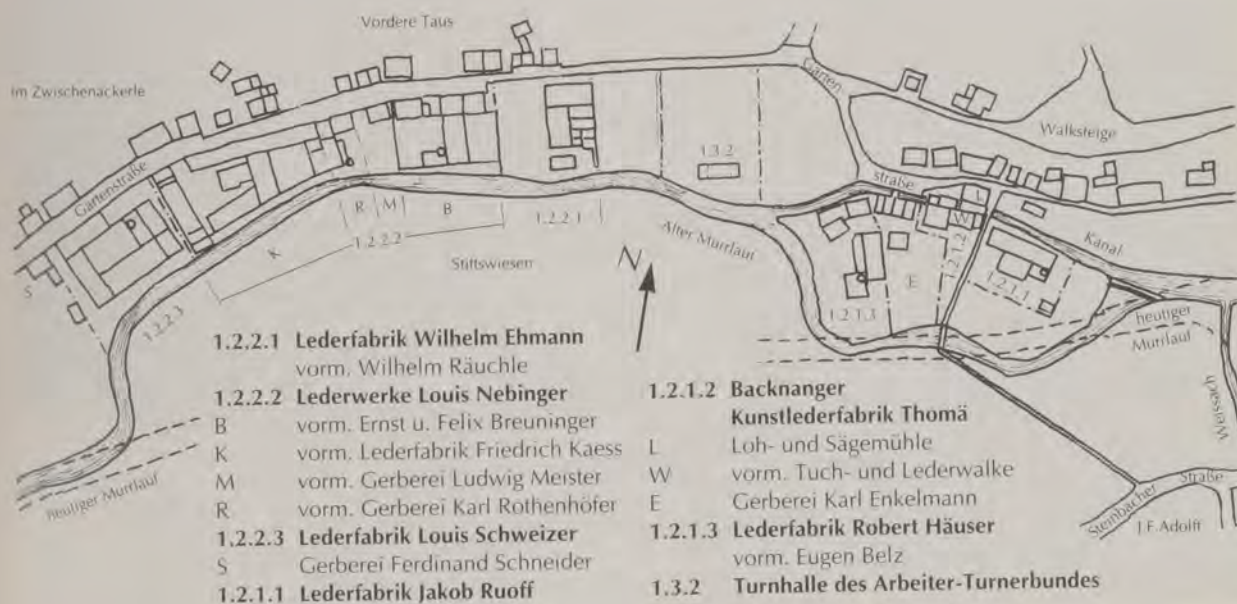 Vordere Taus
Im Zwischenäckerle
Gartenstraße
Garten-
straße
Walksteige
1.3.2
R M B
1.2.2.1
1.2.2.2
K
S
1.2.2.3
Stiftswiesen
Alter Murrlauf
N
L
W
1.2.1.2
E
1.2.1.3
1.2.1.1
Kanal
heutiger
Murrlauf
Weissach
Steinbacher Straße
J.F.Adolff
heutiger Murrlauf
1.2.2.1 Lederfabrik Wilhelm Ehmann
vorm. Wilhelm Räuchle
1.2.2.2 Lederwerke Louis Nebinger
B vorm. Ernst u. Felix Breuninger
K vorm. Lederfabrik Friedrich Kaess
M vorm. Gerberei Ludwig Meister
R vorm. Gerberei Karl Rothenhöfer
1.2.2.3 Lederfabrik Louis Schweizer
S Gerberei Ferdinand Schneider
1.2.1.1 Lederfabrik Jakob Ruoff
1.2.1.2 Backnanger
Kunstlederfabrik Thomä
L Loh- und Sägemühle
W vorm. Tuch- und Lederwalke
E Gerberei Karl Enkelmann
1.2.1.3 Lederfabrik Robert Häuser
vorm. Eugen Belz
1.3.2 Turnhalle des Arbeiter-Turnerbundes